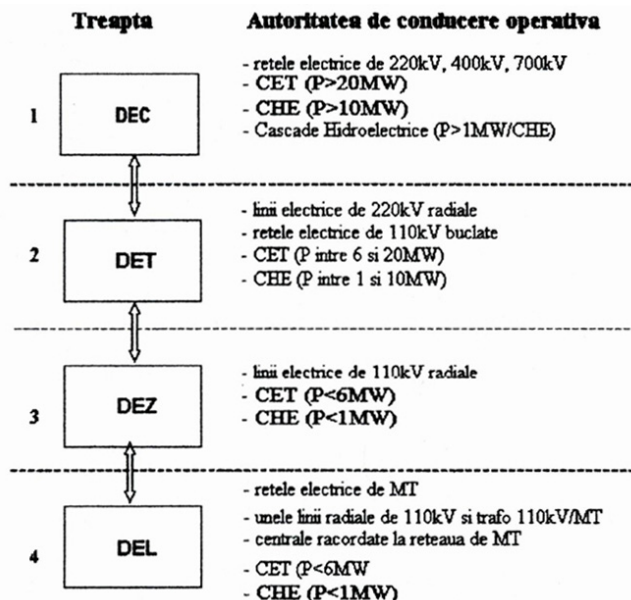 Treapta Autoritatea de conducere operativa
1
DEC
- retele electrice de 220kV, 400kV, 700kV
- CET (P>20MW)
- CHE (P>10MW)
- Cascade Hidroelectrice (P>1MW/CHE)
2
DET
- linii electrice de 220kV radiale
- retele electrice de 110kV buclate
- CET (P intre 6 si 20MW)
- CHE (P intre 1 si 10MW)
3
DEZ
- linii electrice de 110kV radiale
- CET (P<6MW)
- CHE (P<1MW)
4
DEL
- retele electrice de MT
- unele linii radiale de 110kV si trafo 110kV/MT
- centrale racordate la reteaua de MT
- CET (P<6MW
- CHE (P<1MW)